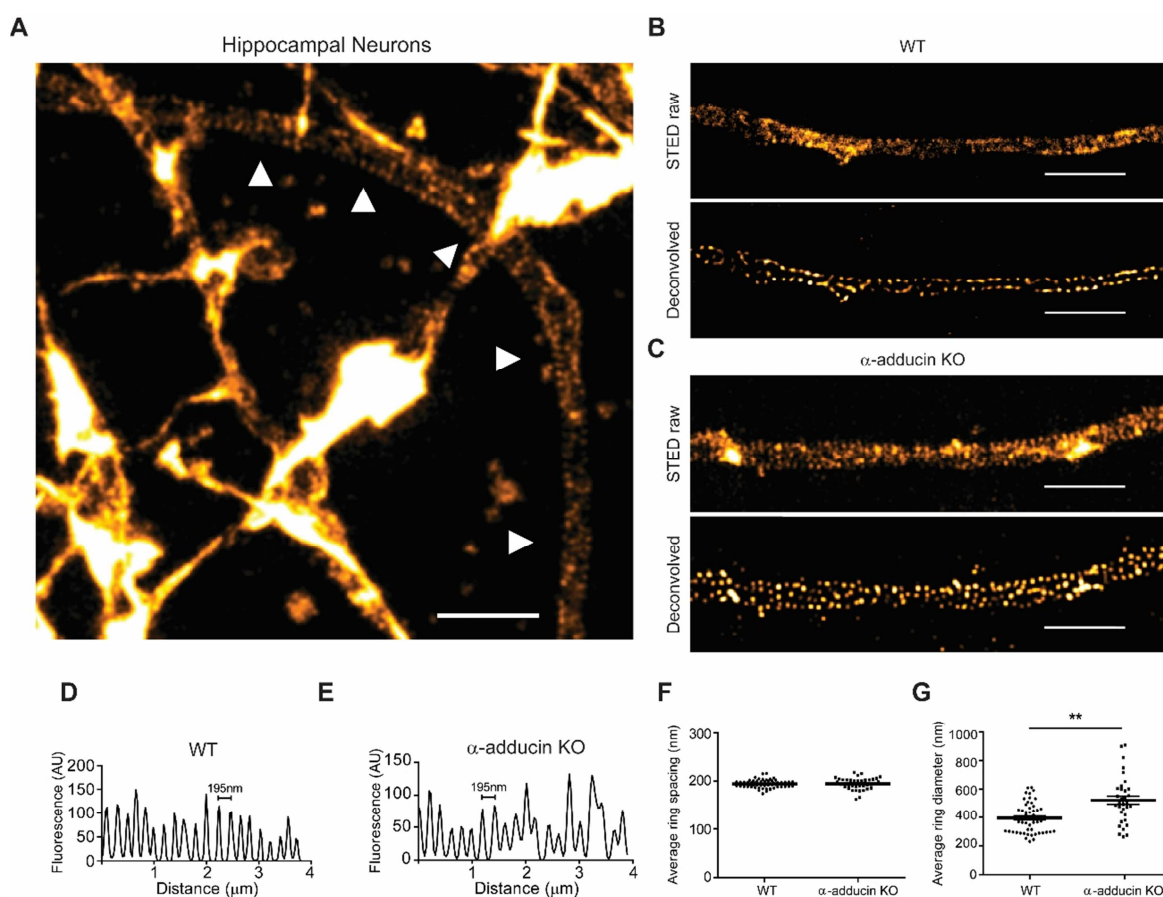 A
Hippocampal Neurons
B
WT
STED raw
Deconvolved
C
α-adducin KO
STED raw
Deconvolved
D
WT
Fluorescence (AU)
200
150
100
50
0
195nm
0 1 2 3 4
Distance (μm)
E
α-adducin KO
Fluorescence (AU)
150
100
50
0
195nm
0 1 2 3 4
Distance (μm)
F
Average ring spacing (nm)
300
200
100
0
WT α-adducin KO
G
**
Average ring diameter (nm)
1000
800
600
400
200
0
WT α-adducin KO